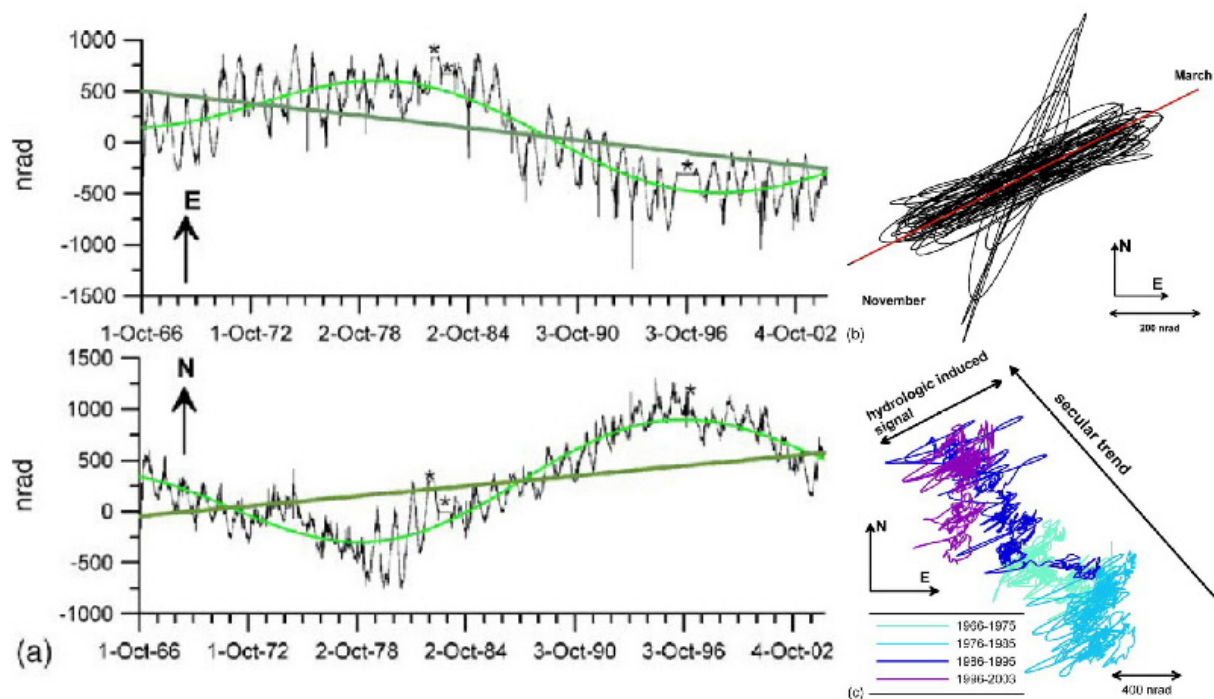 1000
500
0
-500
-1000
-1500
nrad
E
*
*
*
1-Oct-66 1-Oct-72 2-Oct-78 2-Oct-84 3-Oct-90 3-Oct-96 4-Oct-02
1500
1000
500
0
-500
-1000
nrad
N
*
*
*
(a) 1-Oct-66 1-Oct-72 2-Oct-78 2-Oct-84 3-Oct-90 3-Oct-96 4-Oct-02
March
November
N
E
200 nrad
(b)
hydrologic induced
signal
secular trend
N
E
1966-1975
1976-1985
1986-1995
1996-2003
400 nrad
(c)